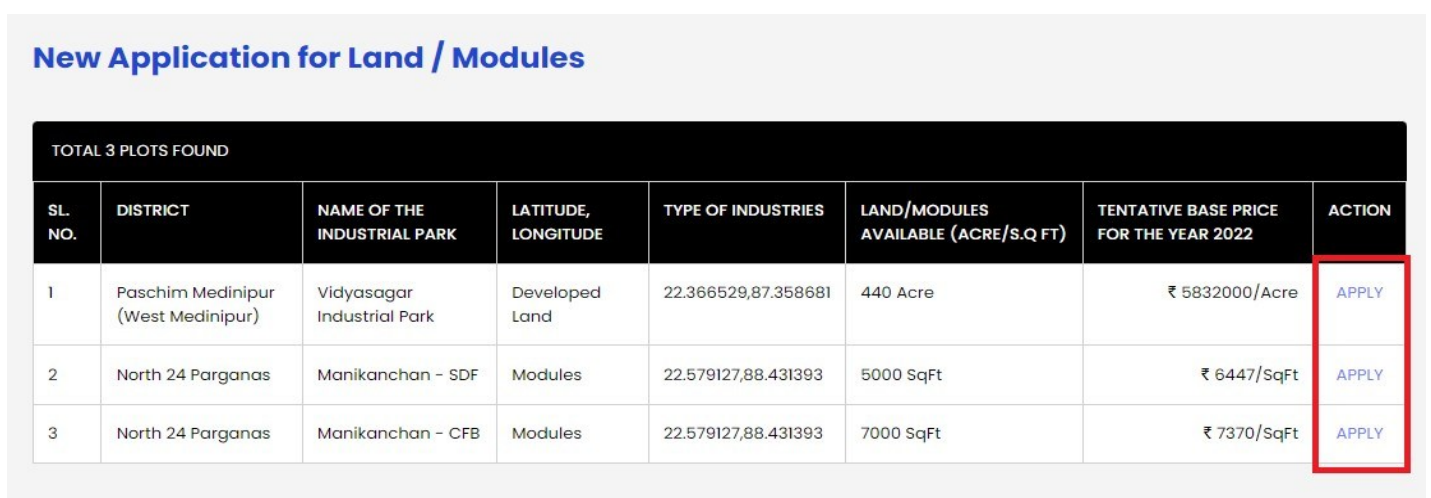 New Application for Land / Modules
TOTAL 3 PLOTS FOUND
SL. NO. DISTRICT NAME OF THE INDUSTRIAL PARK LATITUDE, LONGITUDE TYPE OF INDUSTRIES LAND/MODULES AVAILABLE (ACRE/S.Q FT) TENTATIVE BASE PRICE FOR THE YEAR 2022 ACTION
1 Paschim Medinipur (West Medinipur) Vidyasagar Industrial Park Developed Land 22.366529,87.358681 440 Acre ₹ 5832000/Acre APPLY
2 North 24 Parganas Manikanchan - SDF Modules 22.579127,88.431393 5000 SqFt ₹ 6447/SqFt APPLY
3 North 24 Parganas Manikanchan - CFB Modules 22.579127,88.431393 7000 SqFt ₹ 7370/SqFt APPLY